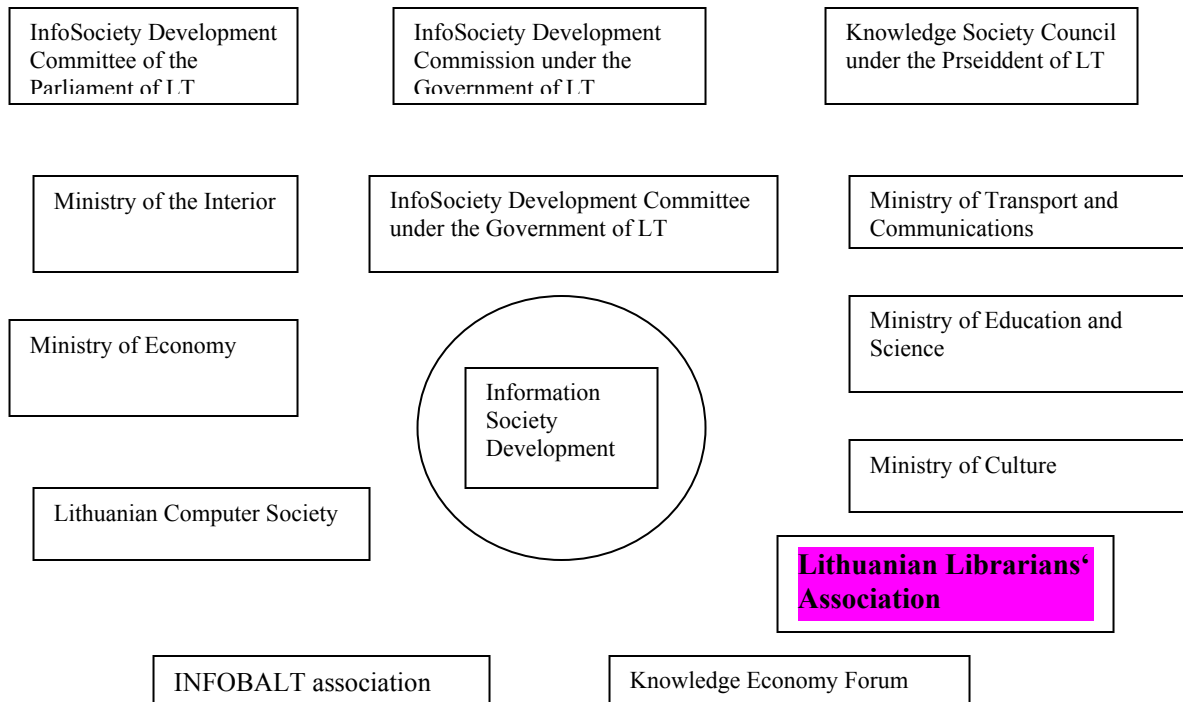 InfoSociety Development
Committee of the
Parliament of LT
InfoSociety Development
Commission under the
Government of LT
Knowledge Society Council
under the Prseiddent of LT
Ministry of the Interior
InfoSociety Development Committee
under the Government of LT
Ministry of Transport and
Communications
Ministry of Economy
Ministry of Education and
Science
Information
Society
Development
Ministry of Culture
Lithuanian Computer Society
Lithuanian Librarians‘
Association
INFOBALT association
Knowledge Economy Forum